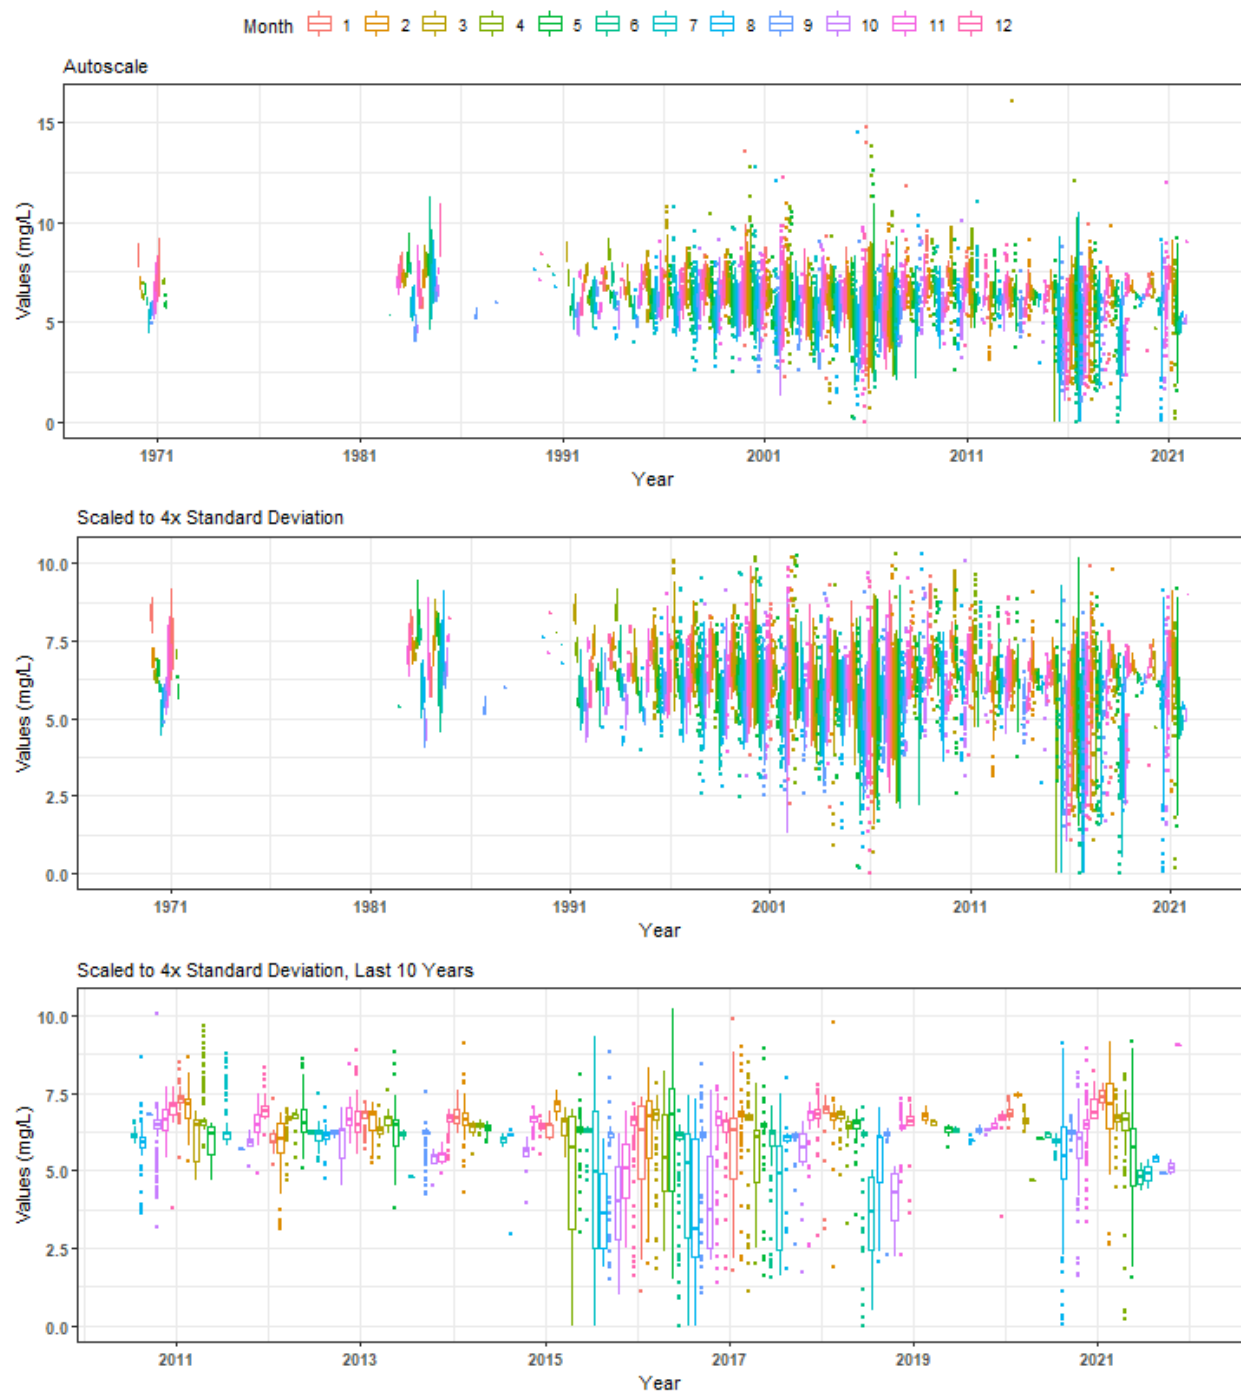 Month 1 2 3 4 5 6 7 8 9 10 11 12
Autoscale
15
10
5
0
Values (mg/L)
1971 1981 1991 2001 2011 2021
Year
Scaled to 4x Standard Deviation
10.0
7.5
5.0
2.5
0.0
Values (mg/L)
1971 1981 1991 2001 2011 2021
Year
Scaled to 4x Standard Deviation, Last 10 Years
10.0
7.5
5.0
2.5
0.0
Values (mg/L)
2011 2013 2015 2017 2019 2021
Year